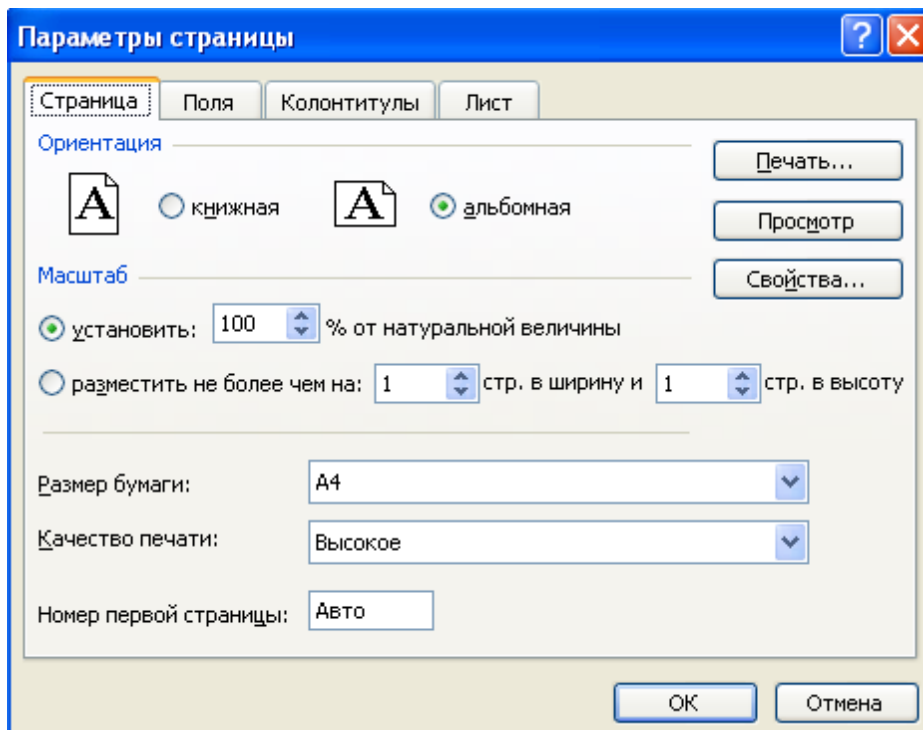 Параметры страницы
Страница Поля Колонтитулы Лист
Ориентация
Печать...
A книжная A альбомная
Просмотр
Масштаб
Свойства...
установить: 100 % от натуральной величины
разместить не более чем на: 1 стр. в ширину и 1 стр. в высоту
Размер бумаги: A4
Качество печати: Высокое
Номер первой страницы: Авто
ОК Отмена